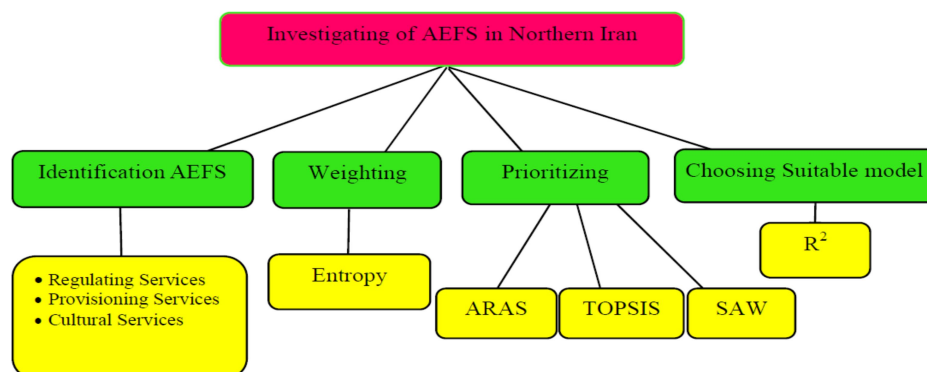 Investigating of AEFS in Northern Iran
Identification AEFS
Weighting
Prioritizing
Choosing Suitable model
• Regulating Services
• Provisioning Services
• Cultural Services
Entropy
ARAS
TOPSIS
SAW
R²